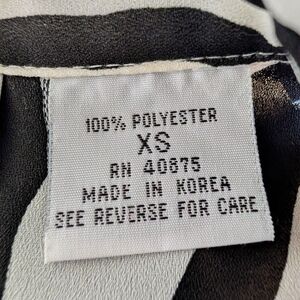 100% POLYESTER
XS
RN 40875
MADE IN KOREA
SEE REVERSE FOR CARE